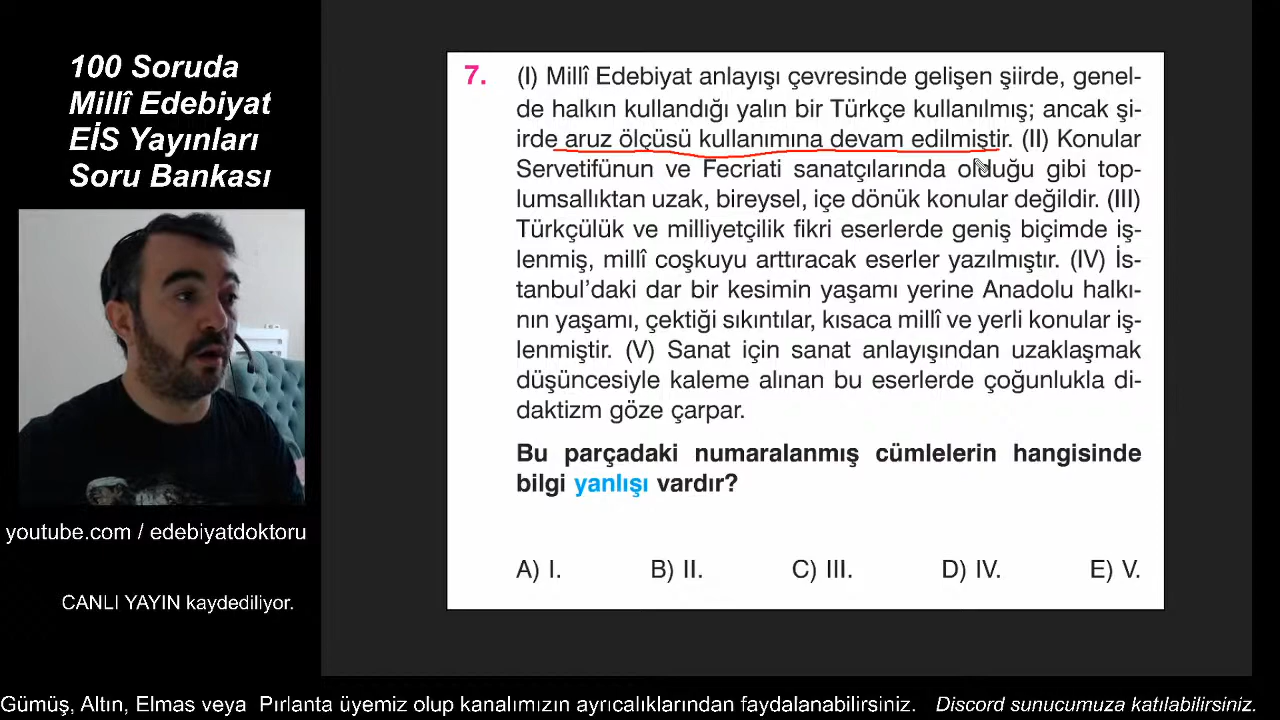 100 Soruda
Millî Edebiyat
EİS Yayınları
Soru Bankası
youtube.com / edebiyatdoktoru
CANLI YAYIN kaydediliyor.
7. (I) Millî Edebiyat anlayışı çevresinde gelişen şiirde, genel-
de halkın kullandığı yalın bir Türkçe kullanılmış; ancak şi-
irde aruz ölçüsü kullanımına devam edilmiştir. (II) Konular
Servetifünun ve Fecriati sanatçılarında olduğu gibi top-
lumsallıktan uzak, bireysel, içe dönük konular değildir. (III)
Türkçülük ve milliyetçilik fikri eserlerde geniş biçimde iş-
lenmiş, millî coşkuyu arttıracak eserler yazılmıştır. (IV) İs-
tanbul’daki dar bir kesimin yaşamı yerine Anadolu halkı-
nın yaşamı, çektiği sıkıntılar, kısaca millî ve yerli konular iş-
lenmiştir. (V) Sanat için sanat anlayışından uzaklaşmak
düşüncesiyle kaleme alınan bu eserlerde çoğunlukla di-
daktizm göze çarpar.
Bu parçadaki numaralanmış cümlelerin hangisinde
bilgi yanlışı vardır?
A) I. B) II. C) III. D) IV. E) V.
Gümüş, Altın, Elmas veya Pırlanta üyemiz olup kanalımızın ayrıcalıklarından faydalanabilirsiniz. Discord sunucumuza katılabilirsiniz.